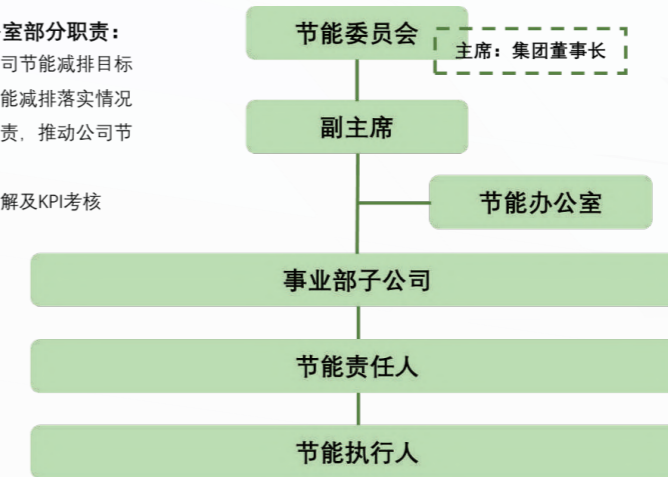 室部分职责：
司节能减排目标
能减排落实情况
责，推动公司节
解及KPI考核
节能委员会
主席：集团董事长
副主席
节能办公室
事业部子公司
节能责任人
节能执行人